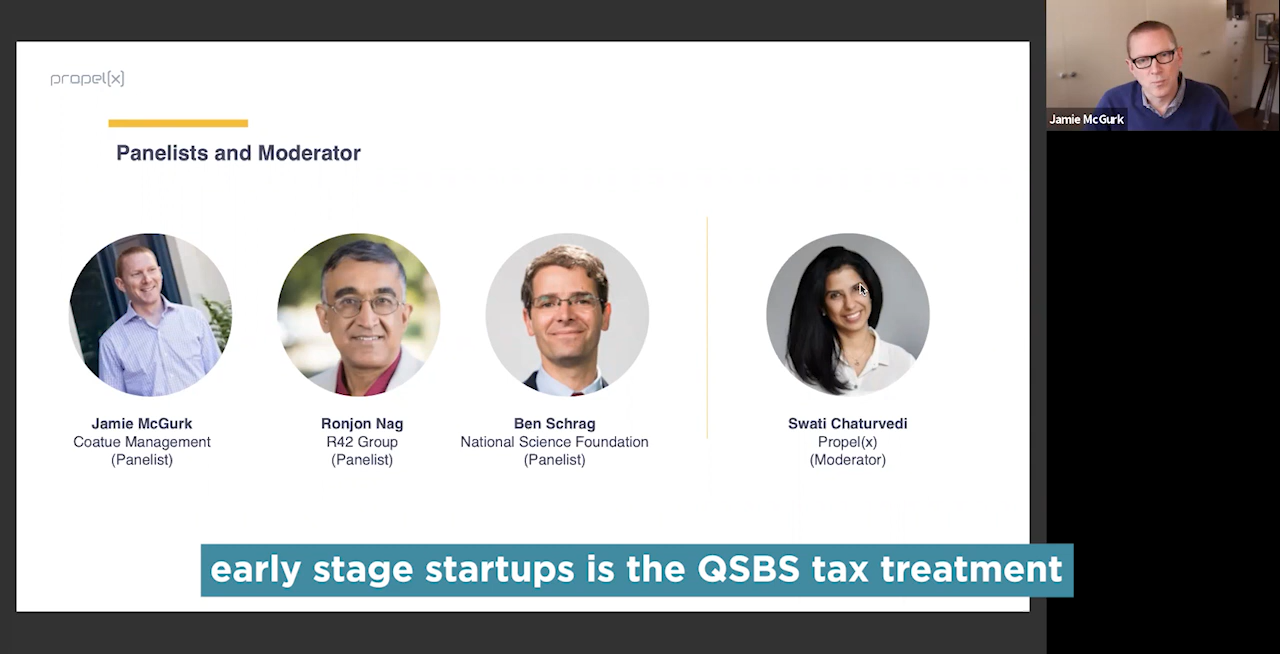 propel(x)
Jamie McGurk
Panelists and Moderator
Jamie McGurk
Coatue Management
(Panelist)
Ronjon Nag
R42 Group
(Panelist)
Ben Schrag
National Science Foundation
(Panelist)
Swati Chaturvedi
Propel(x)
(Moderator)
early stage startups is the QSBS tax treatment